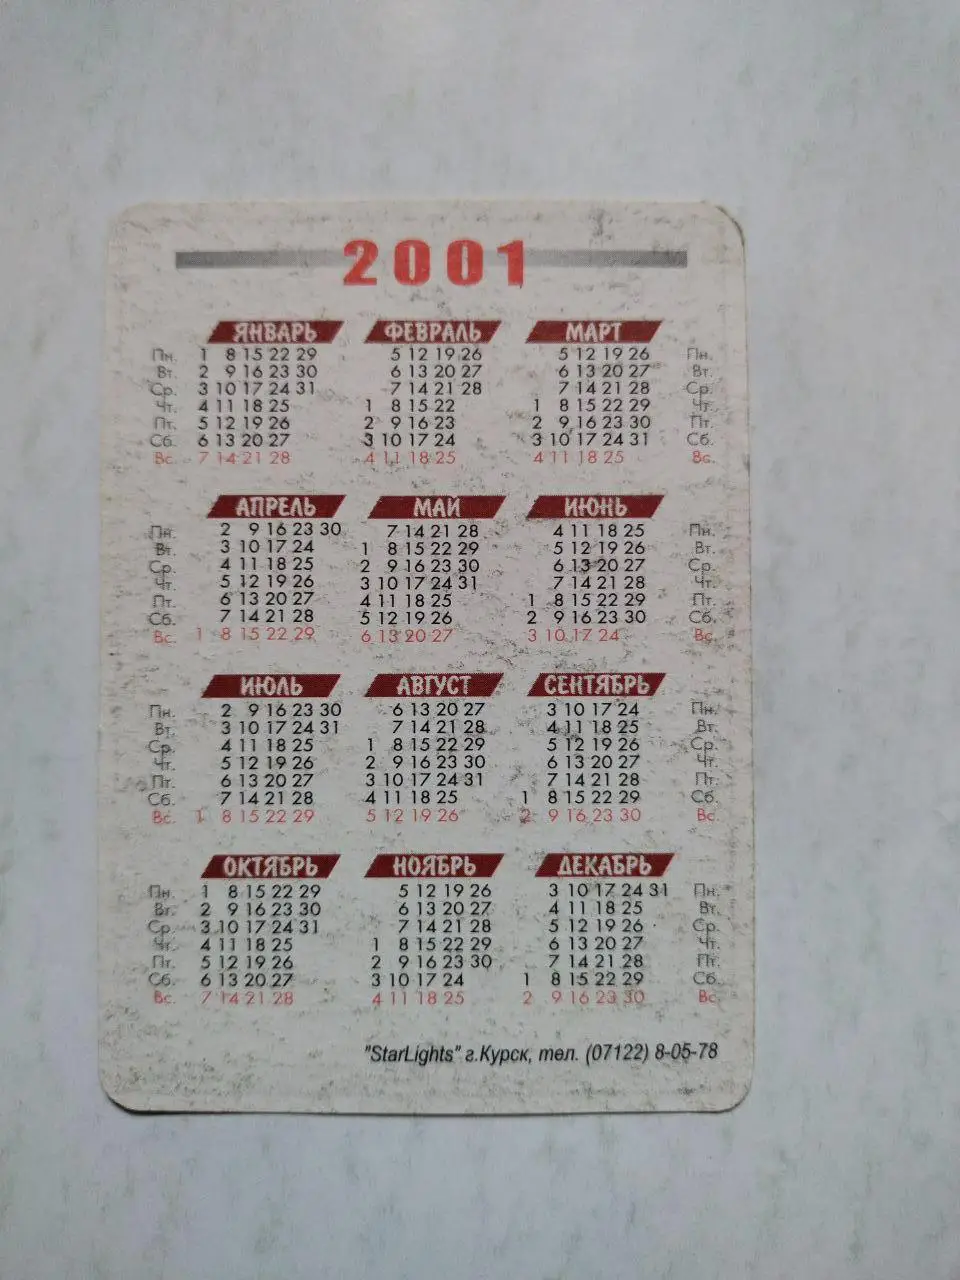 2001
ЯНВАРЬ ФЕВРАЛЬ МАРТ
Пн. 1 8 15 22 29 5 12 19 26 5 12 19 26 Пн.
Вт. 2 9 16 23 30 6 13 20 27 6 13 20 27 Вт.
Ср. 3 10 17 24 31 7 14 21 28 7 14 21 28 Ср.
Чт. 4 11 18 25 1 8 15 22 1 8 15 22 29 Чт.
Пт. 5 12 19 26 2 9 16 23 2 9 16 23 30 Пт.
Сб. 6 13 20 27 3 10 17 24 3 10 17 24 31 Сб.
Вс. 7 14 21 28 4 11 18 25 4 11 18 25 Вс.
АПРЕЛЬ МАЙ ИЮНЬ
Пн. 2 9 16 23 30 7 14 21 28 4 11 18 25 Пн.
Вт. 3 10 17 24 1 8 15 22 29 5 12 19 26 Вт.
Ср. 4 11 18 25 2 9 16 23 30 6 13 20 27 Ср.
Чт. 5 12 19 26 3 10 17 24 31 7 14 21 28 Чт.
Пт. 6 13 20 27 4 11 18 25 1 8 15 22 29 Пт.
Сб. 7 14 21 28 5 12 19 26 2 9 16 23 30 Сб.
Вс. 1 8 15 22 29 6 13 20 27 3 10 17 24 Вс.
ИЮЛЬ АВГУСТ СЕНТЯБРЬ
Пн. 2 9 16 23 30 6 13 20 27 3 10 17 24 Пн.
Вт. 3 10 17 24 31 7 14 21 28 4 11 18 25 Вт.
Ср. 4 11 18 25 1 8 15 22 29 5 12 19 26 Ср.
Чт. 5 12 19 26 2 9 16 23 30 6 13 20 27 Чт.
Пт. 6 13 20 27 3 10 17 24 31 7 14 21 28 Пт.
Сб. 7 14 21 28 4 11 18 25 1 8 15 22 29 Сб.
Вс. 1 8 15 22 29 5 12 19 26 2 9 16 23 30 Вс.
ОКТЯБРЬ НОЯБРЬ ДЕКАБРЬ
Пн. 1 8 15 22 29 5 12 19 26 3 10 17 24 31 Пн.
Вт. 2 9 16 23 30 6 13 20 27 4 11 18 25 Вт.
Ср. 3 10 17 24 31 7 14 21 28 5 12 19 26 Ср.
Чт. 4 11 18 25 1 8 15 22 29 6 13 20 27 Чт.
Пт. 5 12 19 26 2 9 16 23 30 7 14 21 28 Пт.
Сб. 6 13 20 27 3 10 17 24 1 8 15 22 29 Сб.
Вс. 7 14 21 28 4 11 18 25 2 9 16 23 30 Вс.
"StarLights" г.Курск, тел. (07122) 8-05-78